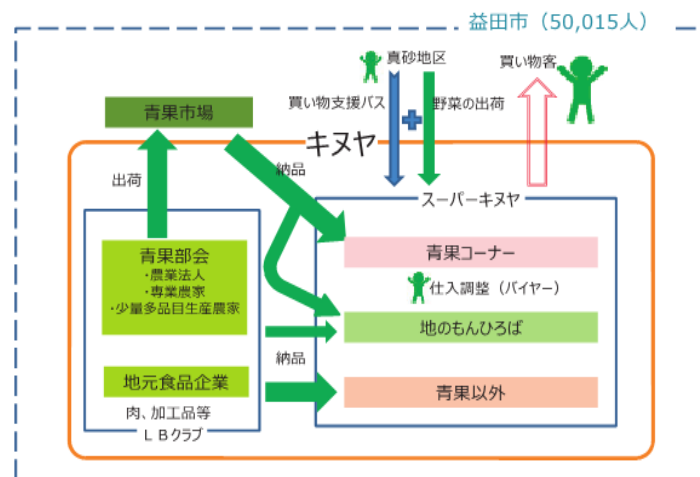 益田市（50,015人）
真砂地区
買い物客
買い物支援バス
野菜の出荷
青果市場
キヌヤ
納品
出荷
スーパーキヌヤ
青果部会
・農業法人
・専業農家
・少量多品目生産農家
青果コーナー
仕入調整（バイヤー）
地のもんひろば
納品
地元食品企業
青果以外
肉、加工品等
ＬＢクラブ